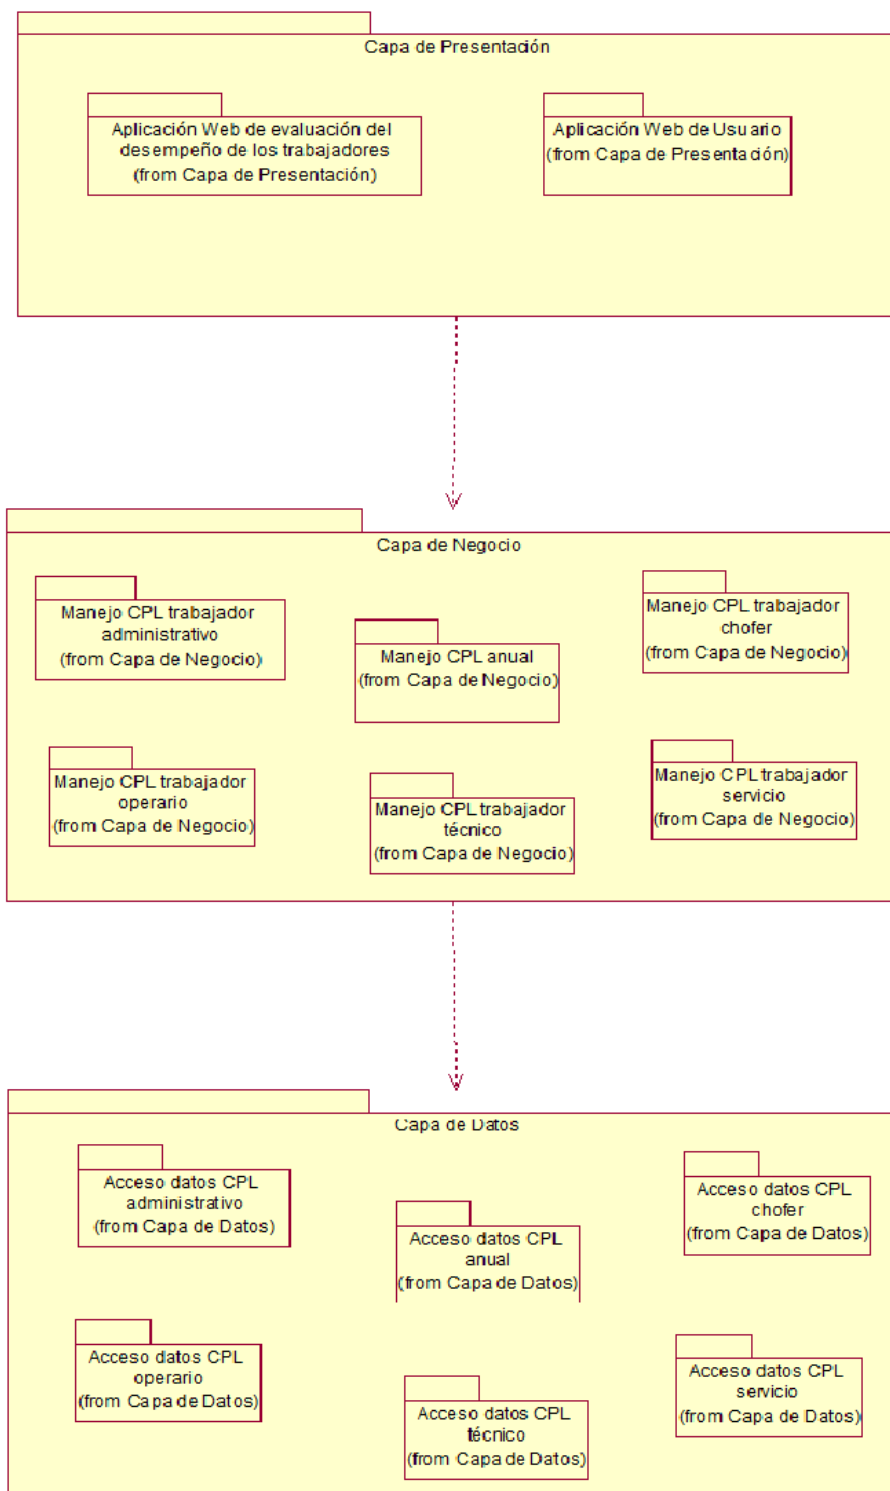 Capa de Presentación
Aplicación Web de evaluación del
desempeño de los trabajadores
(from Capa de Presentación)
Aplicación Web de Usuario
(from Capa de Presentación)
Capa de Negocio
Manejo CPL trabajador
administrativo
(from Capa de Negocio)
Manejo CPL anual
(from Capa de Negocio)
Manejo CPL trabajador
chofer
(from Capa de Negocio)
Manejo CPL trabajador
operario
(from Capa de Negocio)
Manejo CPL trabajador
técnico
(from Capa de Negocio)
Manejo CPL trabajador
servicio
(from Capa de Negocio)
Capa de Datos
Acceso datos CPL
administrativo
(from Capa de Datos)
Acceso datos CPL
anual
(from Capa de Datos)
Acceso datos CPL
chofer
(from Capa de Datos)
Acceso datos CPL
operario
(from Capa de Datos)
Acceso datos CPL
técnico
(from Capa de Datos)
Acceso datos CPL
servicio
(from Capa de Datos)